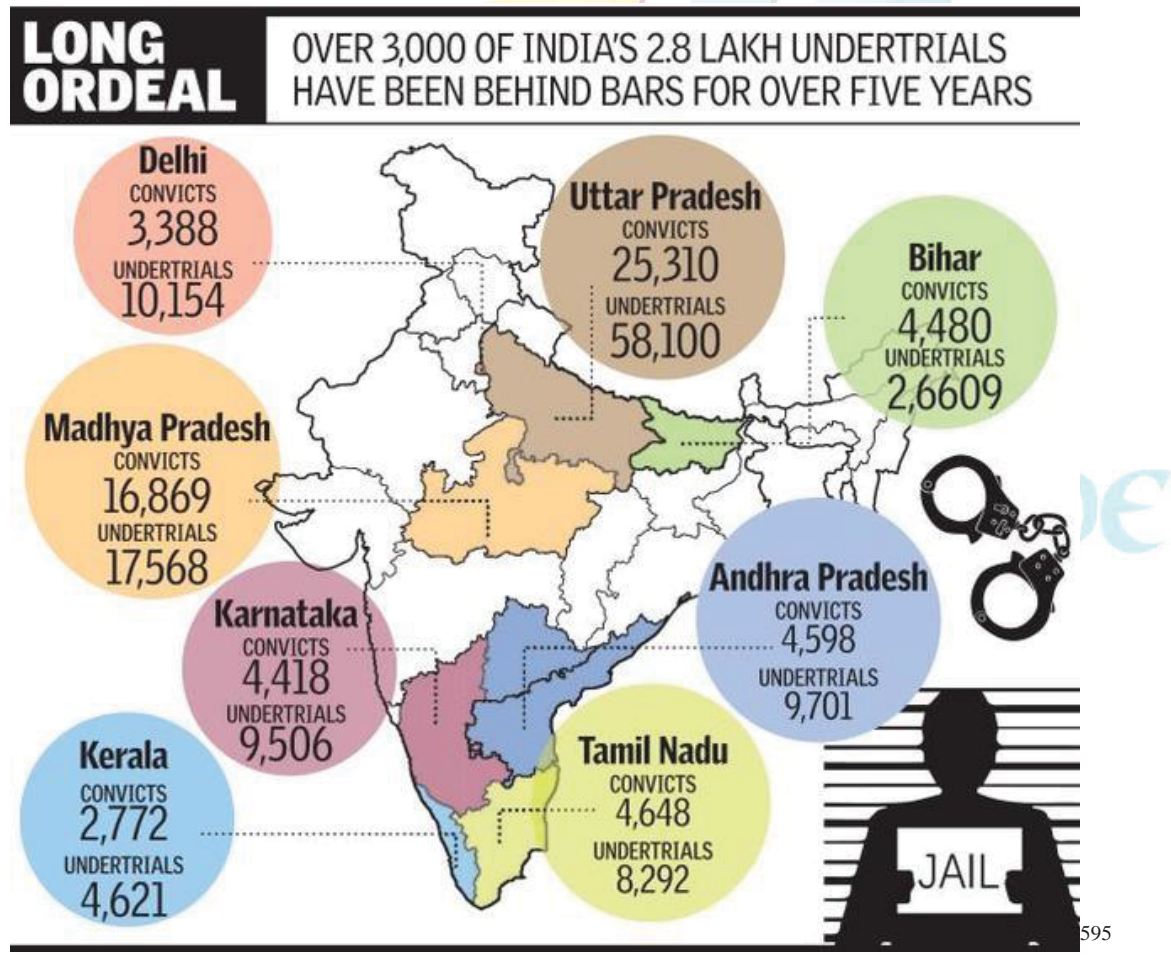 LONG
ORDEAL
OVER 3,000 OF INDIA'S 2.8 LAKH UNDERTRIALS
HAVE BEEN BEHIND BARS FOR OVER FIVE YEARS
Delhi
CONVICTS
3,388
UNDERTRIALS
10,154
Uttar Pradesh
CONVICTS
25,310
UNDERTRIALS
58,100
Bihar
CONVICTS
4,480
UNDERTRIALS
2,6609
Madhya Pradesh
CONVICTS
16,869
UNDERTRIALS
17,568
Andhra Pradesh
CONVICTS
4,598
UNDERTRIALS
9,701
Karnataka
CONVICTS
4,418
UNDERTRIALS
9,506
Kerala
CONVICTS
2,772
UNDERTRIALS
4,621
Tamil Nadu
CONVICTS
4,648
UNDERTRIALS
8,292
JAIL
595